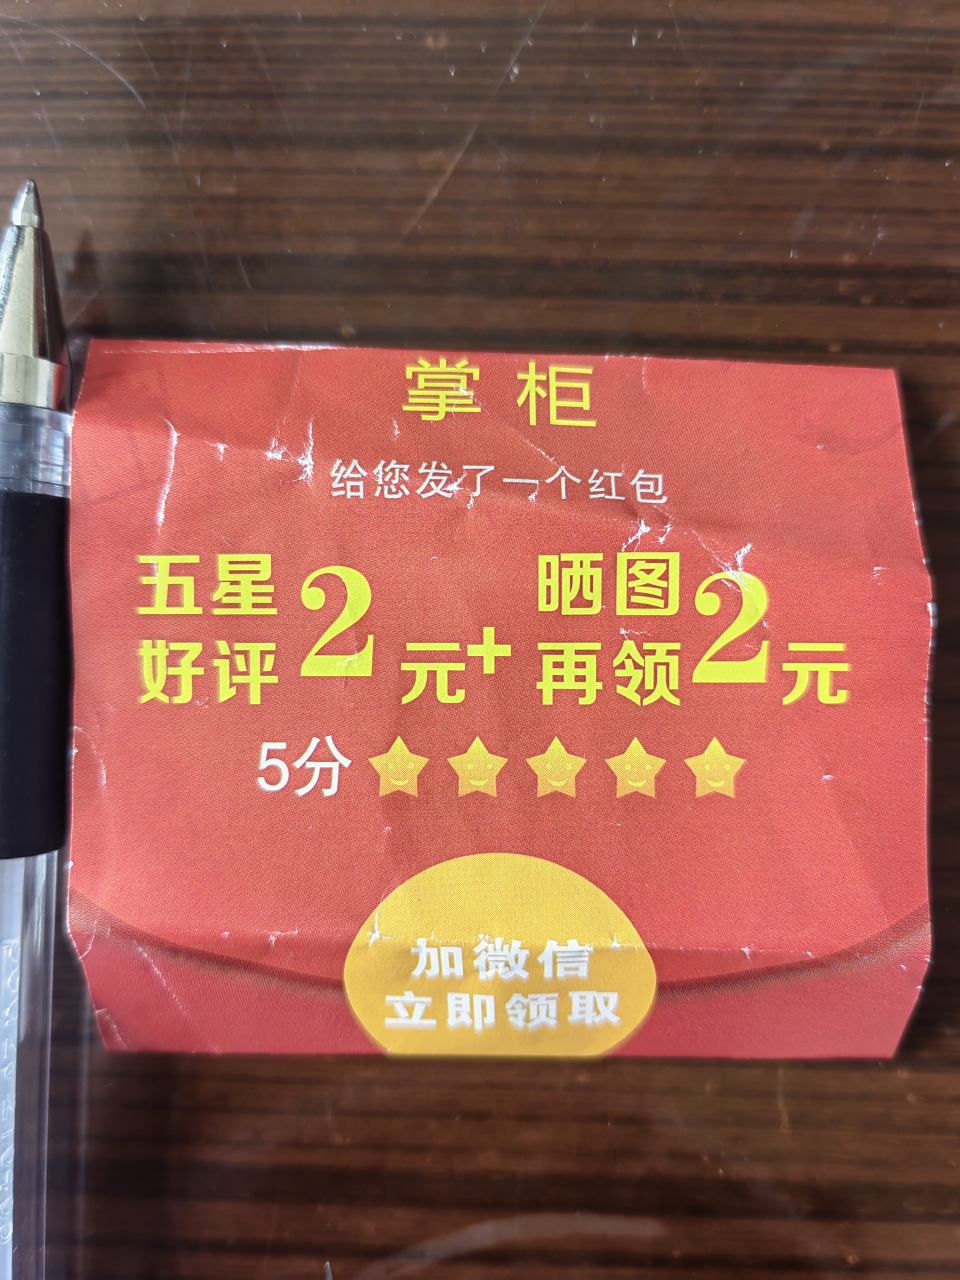 掌柜
给您发了一个红包
五星好评2元+晒图再领2元
5分
加微信
立即领取